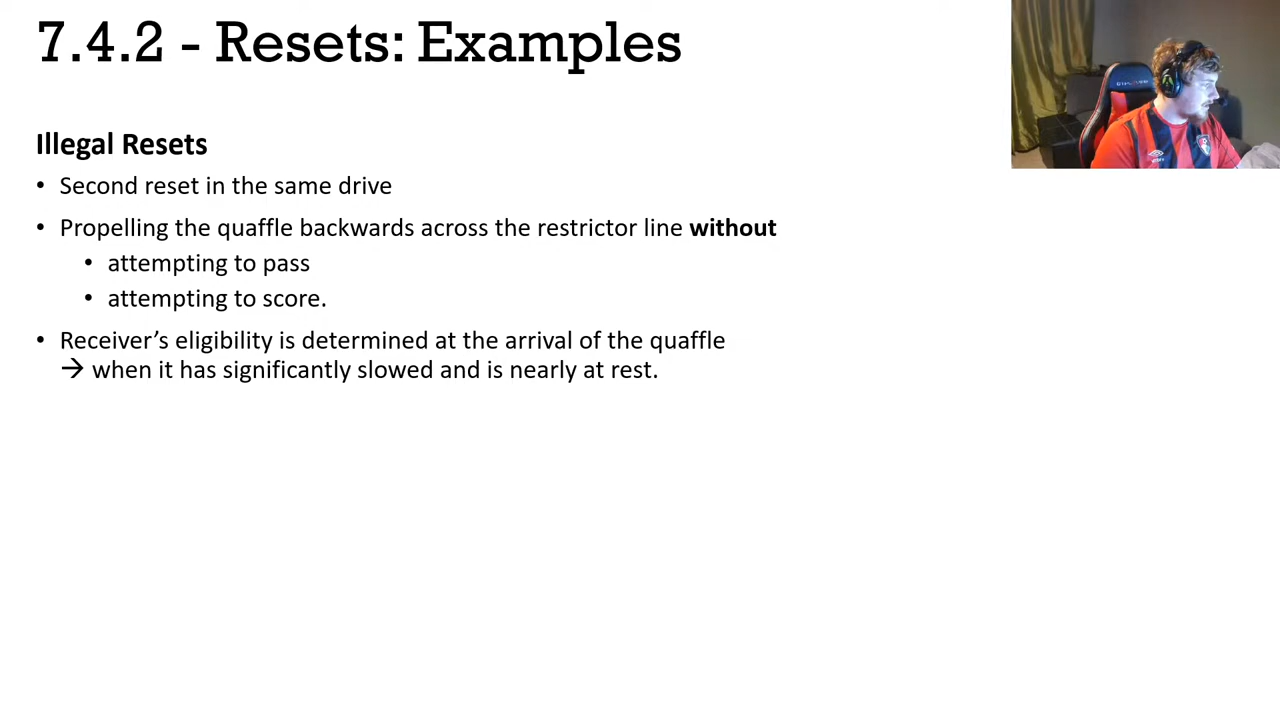 7.4.2 - Resets: Examples
Illegal Resets
• Second reset in the same drive
• Propelling the quaffle backwards across the restrictor line without
• attempting to pass
• attempting to score.
• Receiver’s eligibility is determined at the arrival of the quaffle
→ when it has significantly slowed and is nearly at rest.